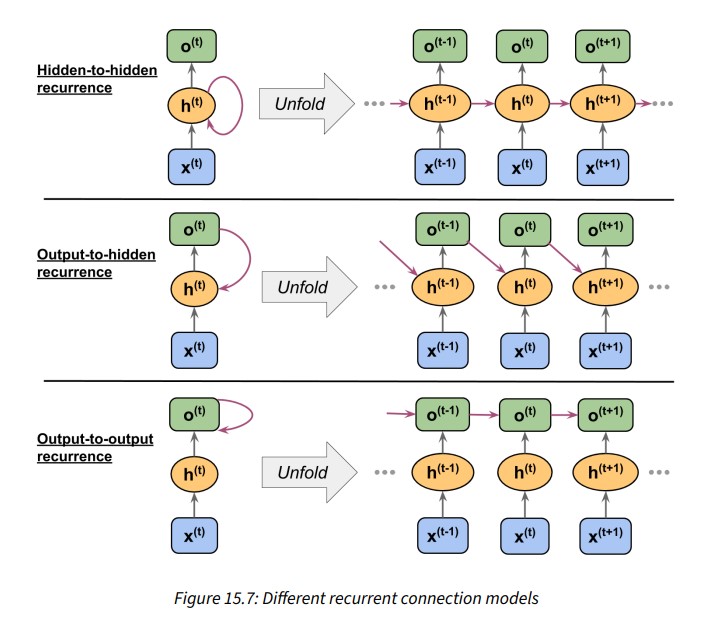 o(t)
o(t-1) o(t) o(t+1)
Hidden-to-hidden
recurrence
h(t)
Unfold
h(t-1) h(t) h(t+1)
x(t)
x(t-1) x(t) x(t+1)
o(t)
o(t-1) o(t) o(t+1)
Output-to-hidden
recurrence
h(t)
Unfold
h(t-1) h(t) h(t+1)
x(t)
x(t-1) x(t) x(t+1)
o(t)
o(t-1) o(t) o(t+1)
Output-to-output
recurrence
h(t)
Unfold
h(t-1) h(t) h(t+1)
x(t)
x(t-1) x(t) x(t+1)
Figure 15.7: Different recurrent connection models